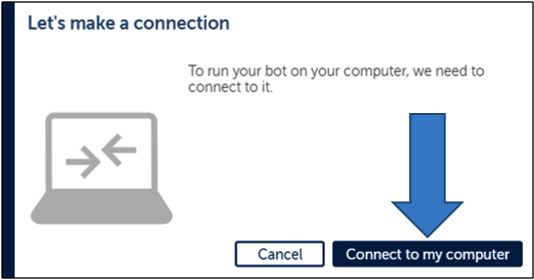 Let's make a connection
To run your bot on your computer, we need to
connect to it.
Cancel
Connect to my computer